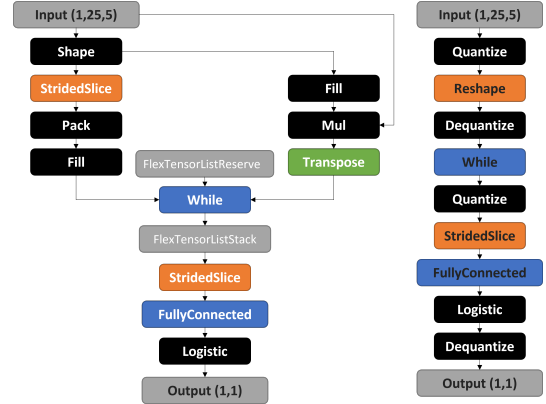 Input (1,25,5)
Shape
StridedSlice
Pack
Fill
Fill
Mul
Transpose
FlexTensorListReserve
While
FlexTensorListStack
StridedSlice
FullyConnected
Logistic
Output (1,1)
Input (1,25,5)
Quantize
Reshape
Dequantize
While
Quantize
StridedSlice
FullyConnected
Logistic
Dequantize
Output (1,1)